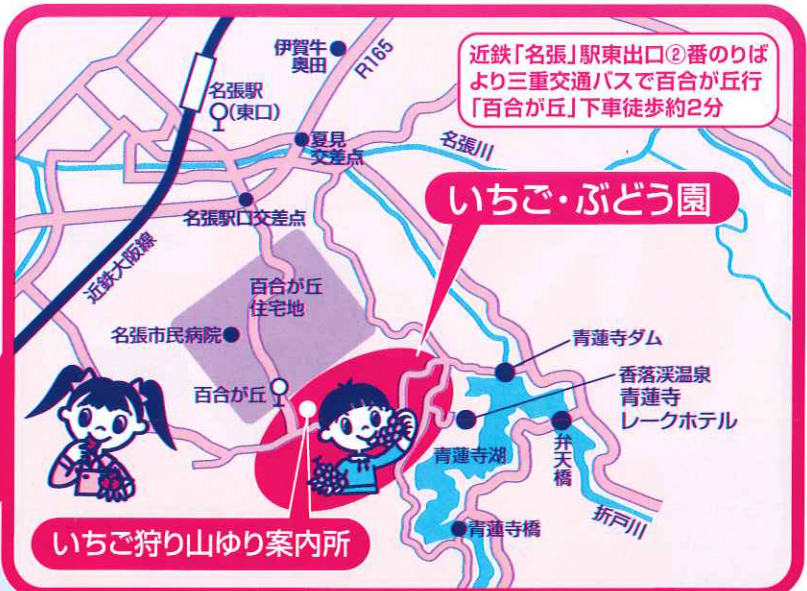 近鉄「名張」駅東出口②番のりば
より三重交通バスで百合が丘行
「百合が丘」下車徒歩約2分
伊賀牛
奥田
R165
名張駅
(東口)
夏見
交差点
名張川
いちご・ぶどう園
名張駅口交差点
近鉄大阪線
百合が丘
住宅地
名張市民病院
青蓮寺ダム
百合が丘
香落渓温泉
青蓮寺
レークホテル
青蓮寺湖
弁天橋
折戸川
青蓮寺橋
いちご狩り山ゆり案内所